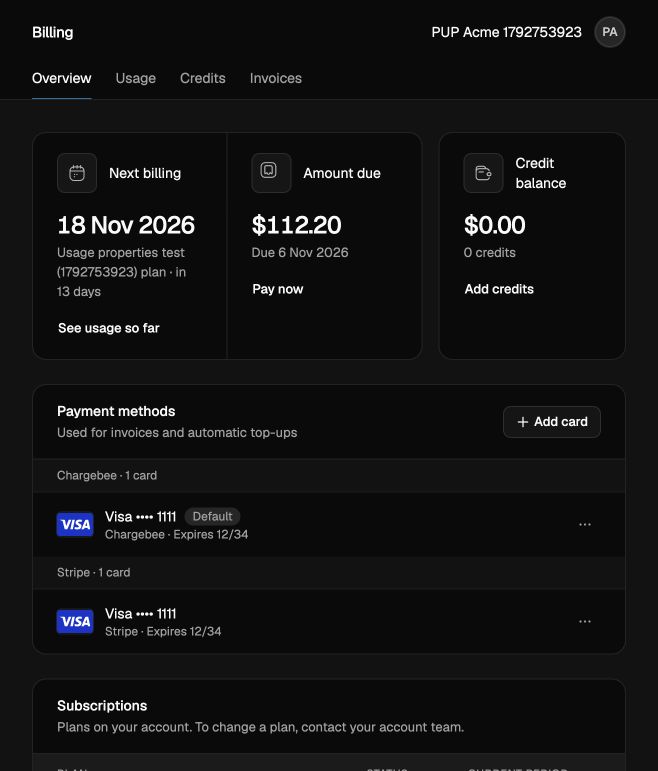 Billing
PUP Acme 1792753923
PA
Overview
Usage
Credits
Invoices
Next billing
18 Nov 2026
Usage properties test
(1792753923) plan · in
13 days
See usage so far
Amount due
$112.20
Due 6 Nov 2026
Pay now
Credit
balance
$0.00
0 credits
Add credits
Payment methods
Used for invoices and automatic top-ups
+ Add card
Chargebee · 1 card
VISA
Visa •••• 1111
Default
Chargebee · Expires 12/34
Stripe · 1 card
VISA
Visa •••• 1111
Stripe · Expires 12/34
Subscriptions
Plans on your account. To change a plan, contact your account team.
PLAN
STATUS
CURRENT PERIOD